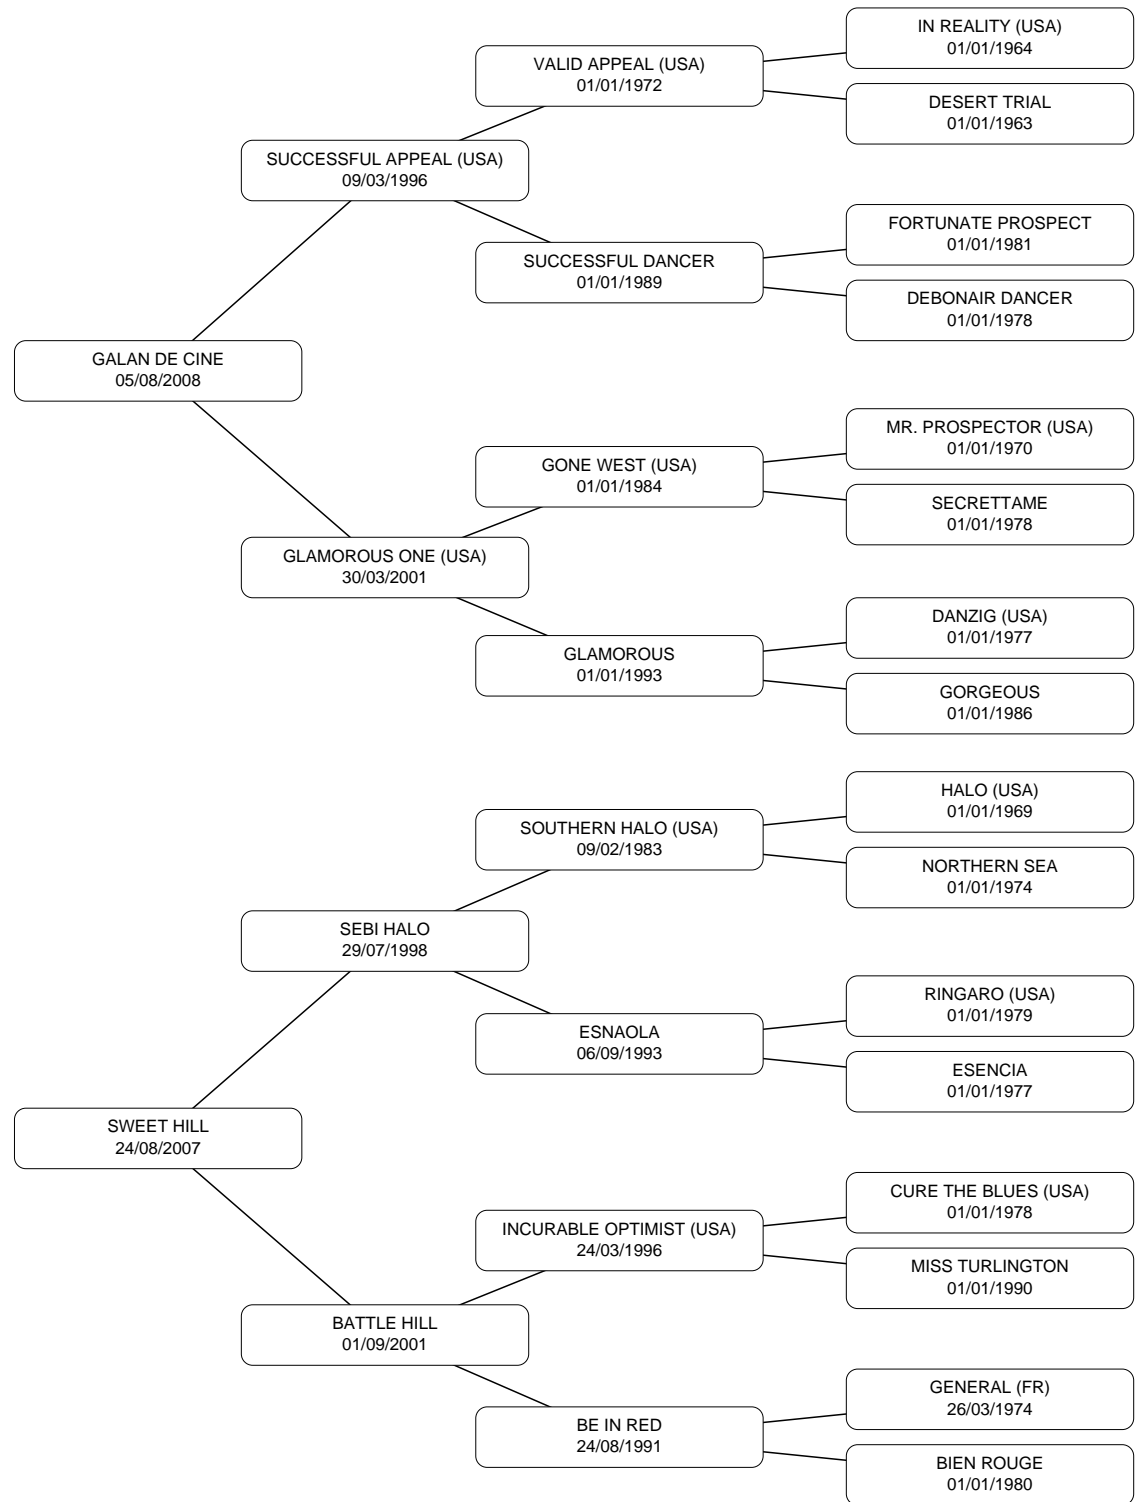 IN REALITY (USA)
01/01/1964
VALID APPEAL (USA)
01/01/1972
DESERT TRIAL
01/01/1963
SUCCESSFUL APPEAL (USA)
09/03/1996
FORTUNATE PROSPECT
01/01/1981
SUCCESSFUL DANCER
01/01/1989
DEBONAIR DANCER
01/01/1978
GALAN DE CINE
05/08/2008
MR. PROSPECTOR (USA)
01/01/1970
GONE WEST (USA)
01/01/1984
SECRETTAME
01/01/1978
GLAMOROUS ONE (USA)
30/03/2001
DANZIG (USA)
01/01/1977
GLAMOROUS
01/01/1993
GORGEOUS
01/01/1986
HALO (USA)
01/01/1969
SOUTHERN HALO (USA)
09/02/1983
NORTHERN SEA
01/01/1974
SEBI HALO
29/07/1998
RINGARO (USA)
01/01/1979
ESNAOLA
06/09/1993
ESENCIA
01/01/1977
SWEET HILL
24/08/2007
CURE THE BLUES (USA)
01/01/1978
INCURABLE OPTIMIST (USA)
24/03/1996
MISS TURLINGTON
01/01/1990
BATTLE HILL
01/09/2001
GENERAL (FR)
26/03/1974
BE IN RED
24/08/1991
BIEN ROUGE
01/01/1980